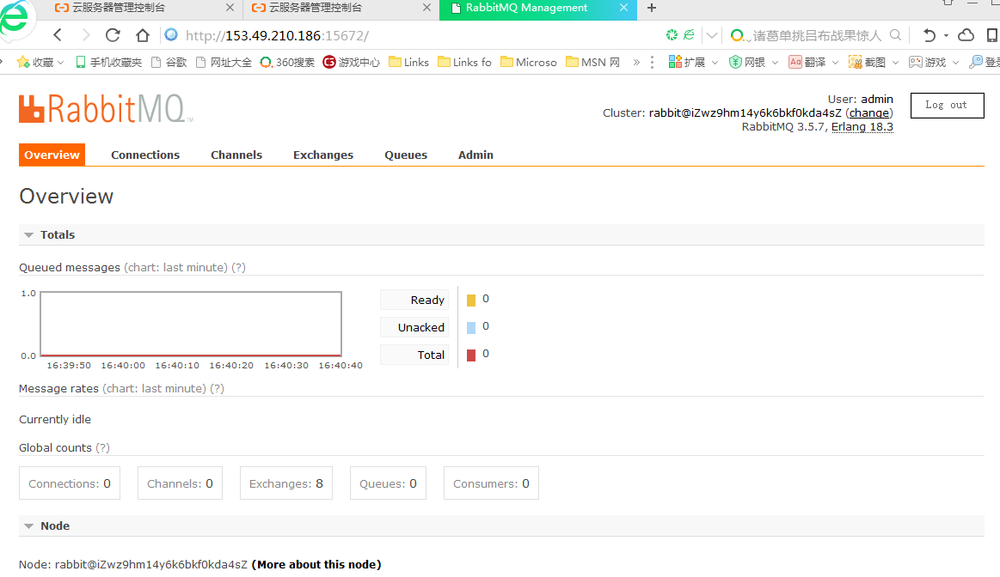 云服务器管理控制台 云服务器管理控制台 RabbitMQ Management
http://153.49.210.186:15672/ 诸葛单挑吕布战果惊人
收藏 手机收藏夹 谷歌 网址大全 360搜索 游戏中心 Links Links fo Microso MSN 网 » 扩展 网银 翻译 截图 游戏 登录
RabbitMQ™
User: admin
Cluster: rabbit@iZwz9hm14y6k6bkf0kda4sZ (change)
RabbitMQ 3.5.7, Erlang 18.3
Log out
Overview Connections Channels Exchanges Queues Admin
Overview
Totals
Queued messages (chart: last minute) (?)
1.0
0.0
16:39:50 16:40:00 16:40:10 16:40:20 16:40:30 16:40:40
Ready 0
Unacked 0
Total 0
Message rates (chart: last minute) (?)
Currently idle
Global counts (?)
Connections: 0 Channels: 0 Exchanges: 8 Queues: 0 Consumers: 0
Node
Node: rabbit@iZwz9hm14y6k6bkf0kda4sZ (More about this node)